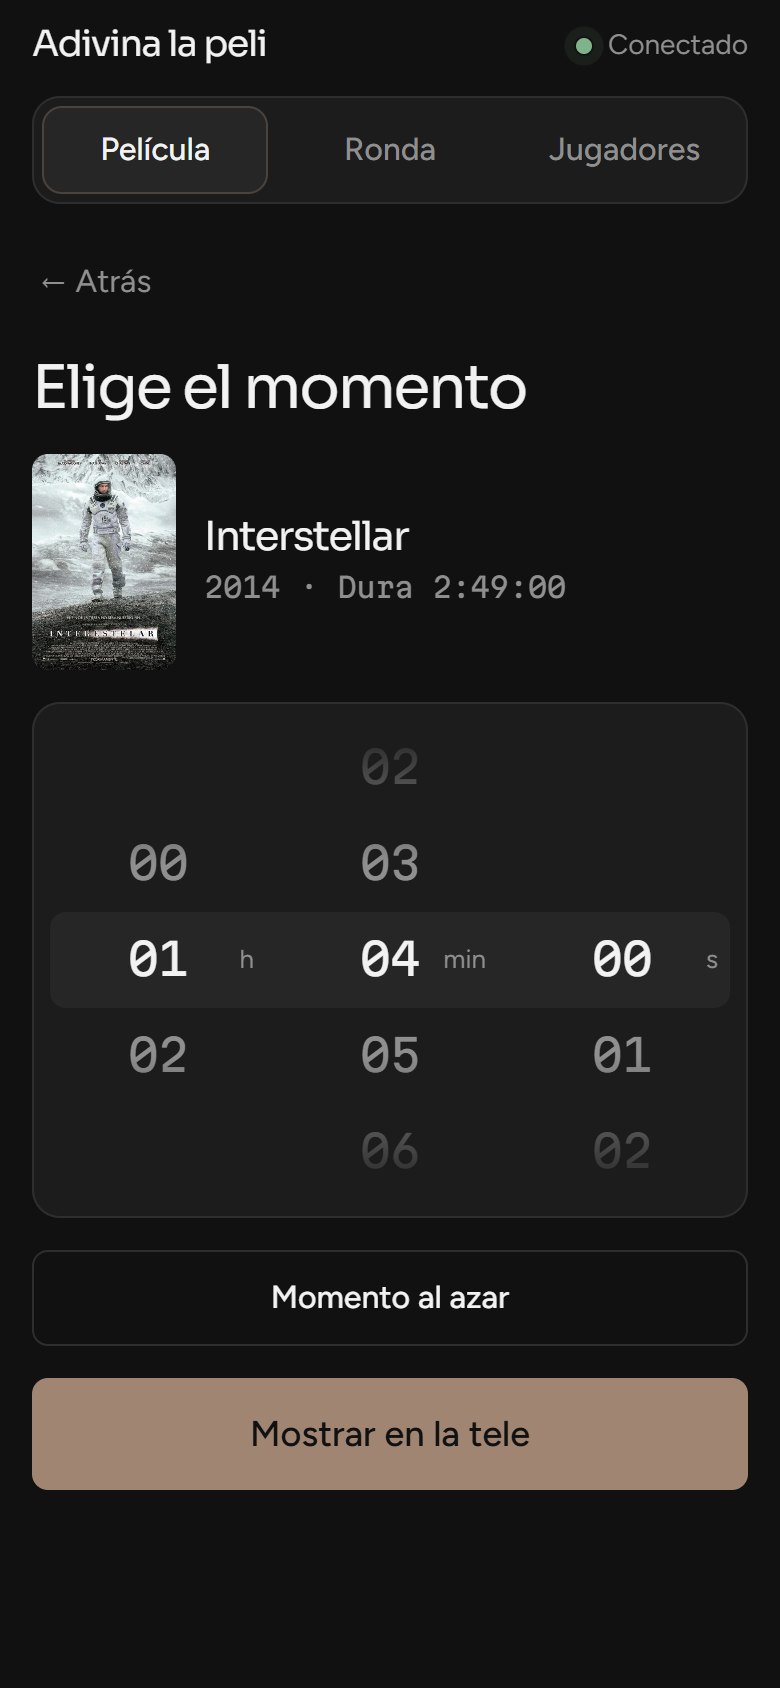 Adivina la peli
Conectado
Película Ronda Jugadores
← Atrás
Elige el momento
INTERSTELLAR
Interstellar
2014 · Dura 2:49:00
02
00 03
01 h 04 min 00 s
02 05 01
06 02
Momento al azar
Mostrar en la tele